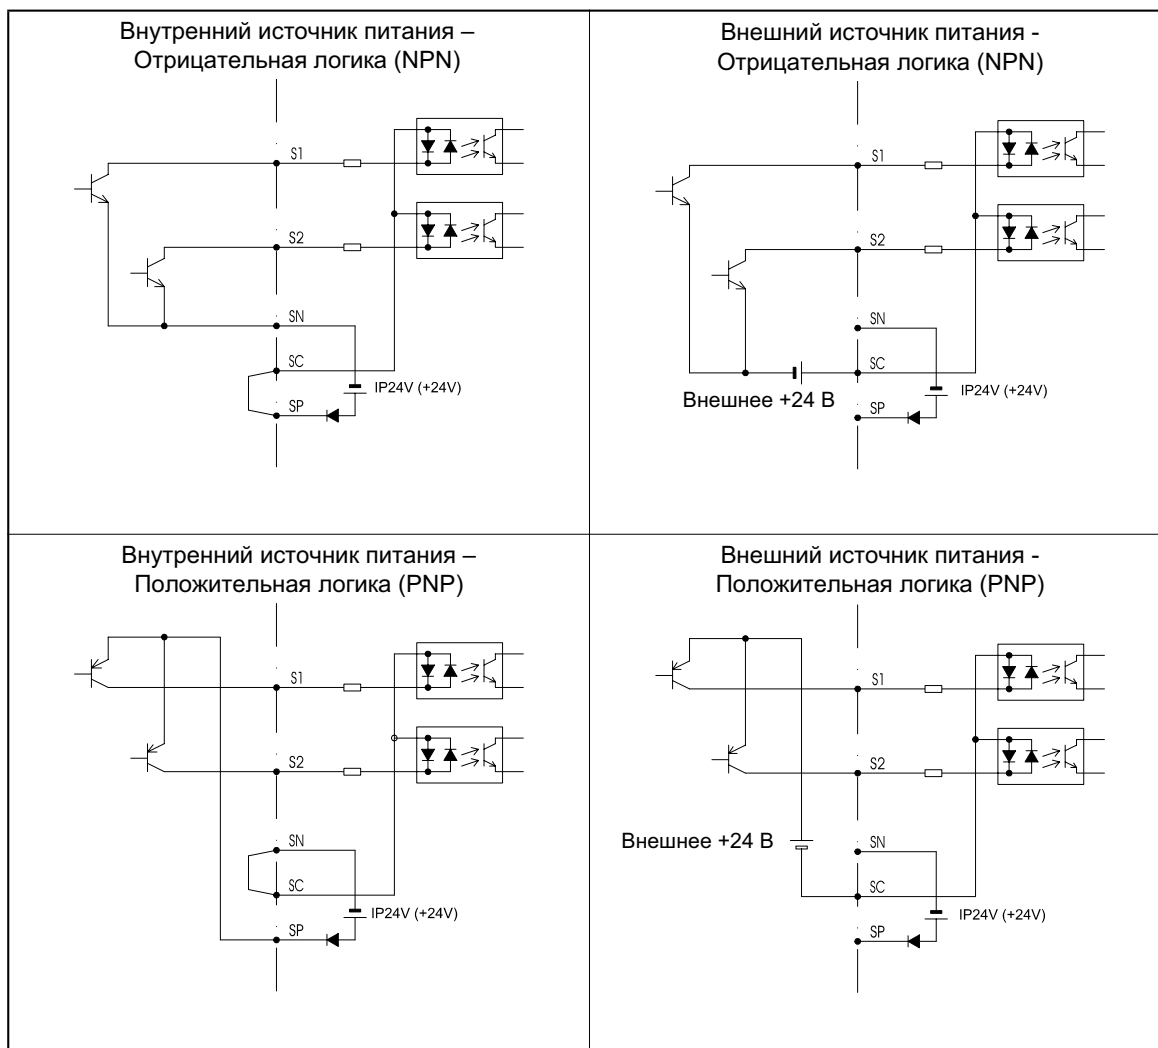 Внутренний источник питания –
Отрицательная логика (NPN)
S1
S2
SN
SC
IP24V (+24V)
SP
Внешний источник питания -
Отрицательная логика (NPN)
S1
S2
SN
SC
Внешнее +24 В
IP24V (+24V)
SP
Внутренний источник питания –
Положительная логика (PNP)
S1
S2
SN
SC
IP24V (+24V)
SP
Внешний источник питания -
Положительная логика (PNP)
S1
S2
Внешнее +24 В
SN
SC
IP24V (+24V)
SP